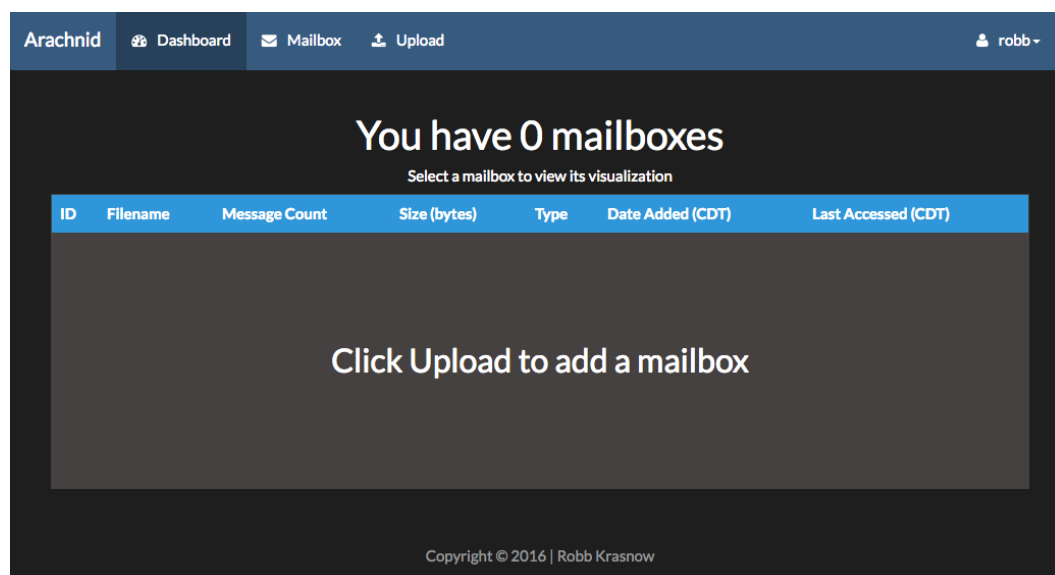 Arachnid Dashboard Mailbox Upload robb
You have 0 mailboxes
Select a mailbox to view its visualization
ID Filename Message Count Size (bytes) Type Date Added (CDT) Last Accessed (CDT)
Click Upload to add a mailbox
Copyright © 2016 | Robb Krasnow